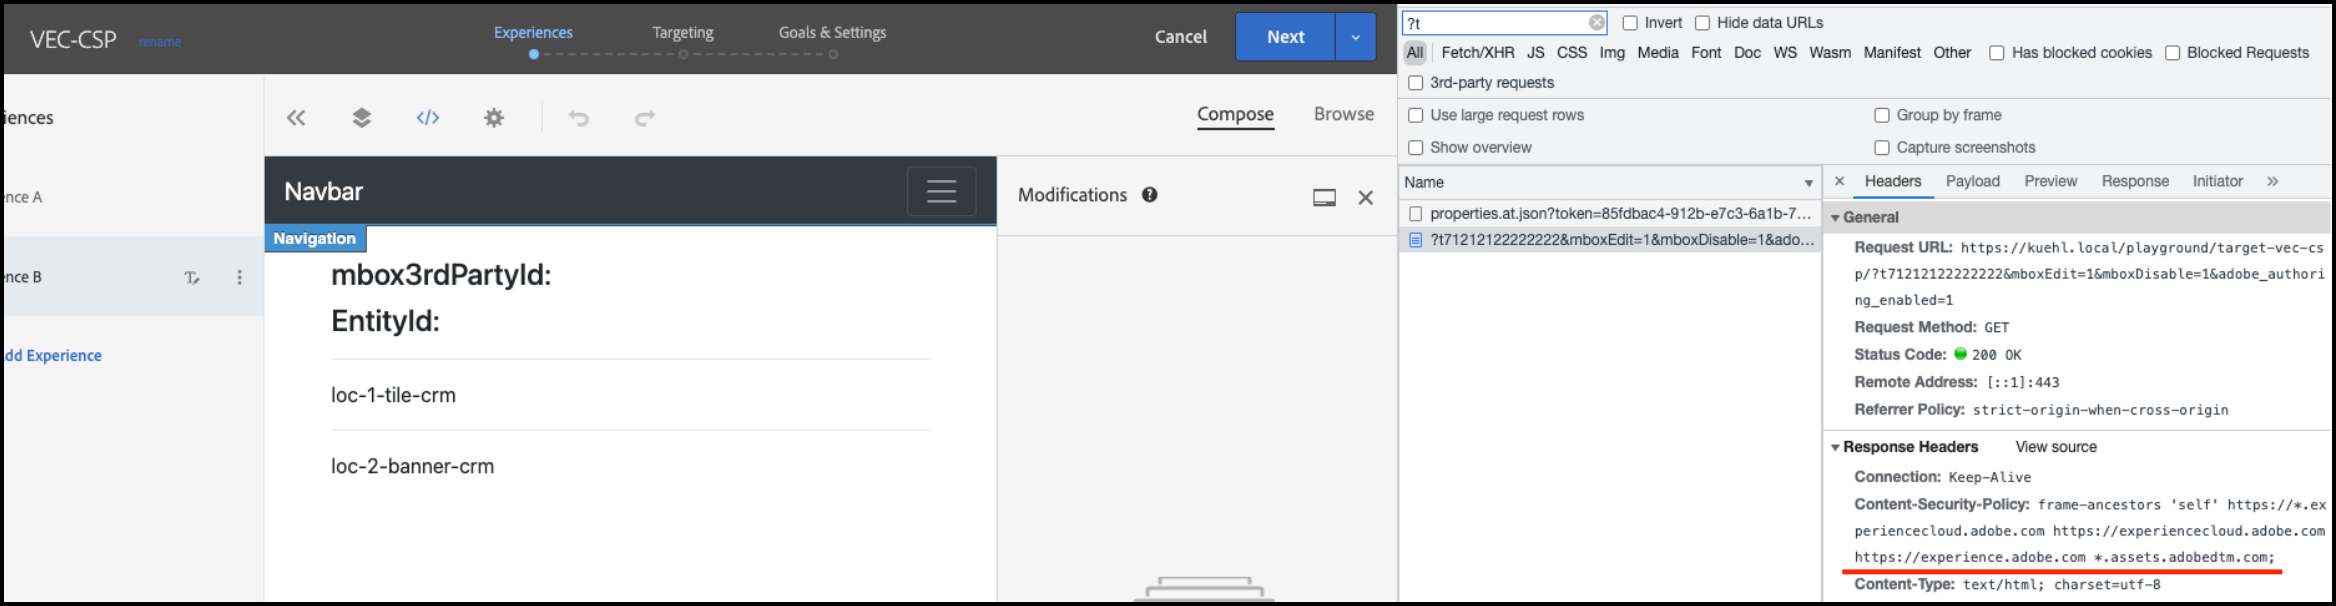 VEC-CSP rename
Experiences Targeting Goals & Settings
Cancel Next
iences
ence A
ence B
dd Experience
</>
Compose Browse
Navbar
Navigation
mbox3rdPartyId:
EntityId:
loc-1-tile-crm
loc-2-banner-crm
Modifications ?
?t Invert Hide data URLs
All Fetch/XHR JS CSS Img Media Font Doc WS Wasm Manifest Other Has blocked cookies Blocked Requests
3rd-party requests
Use large request rows Group by frame
Show overview Capture screenshots
Name
properties.at.json?token=85fdbac4-912b-e7c3-6a1b-7...
?t71212122222222&mboxEdit=1&mboxDisable=1&ado...
Headers Payload Preview Response Initiator
General
Request URL: https://kuehl.local/playground/target-vec-cs
p/?t71212122222222&mboxEdit=1&mboxDisable=1&adobe_authori
ng_enabled=1
Request Method: GET
Status Code: 200 OK
Remote Address: [::1]:443
Referrer Policy: strict-origin-when-cross-origin
Response Headers View source
Connection: Keep-Alive
Content-Security-Policy: frame-ancestors 'self' https://*.ex
periencecloud.adobe.com https://experiencecloud.adobe.com
https://experience.adobe.com *.assets.adobedtm.com;
Content-Type: text/html; charset=utf-8